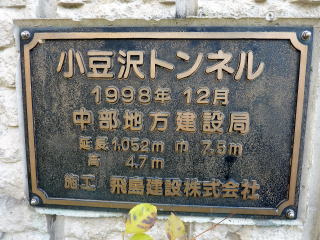 小豆沢トンネル
1998年 12月
中部地方建設局
延長1,052m 巾 7.3m
高 4.7m
施工 飛島建設株式会社